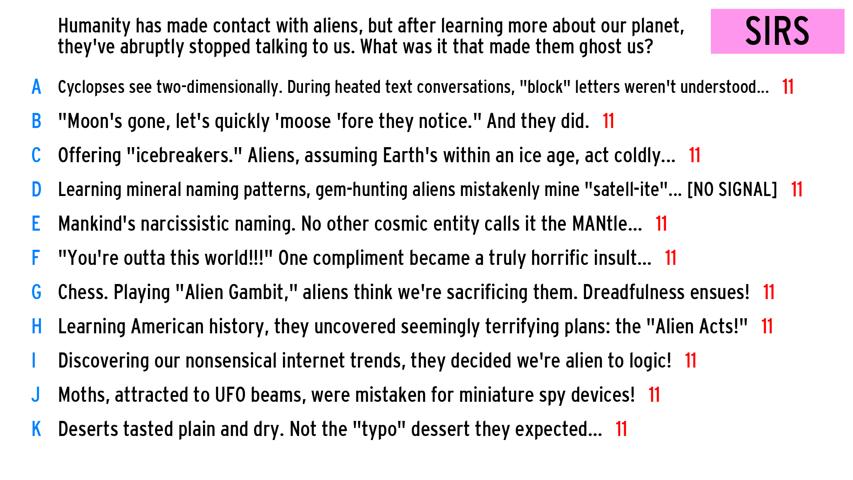 Humanity has made contact with aliens, but after learning more about our planet,
they've abruptly stopped talking to us. What was it that made them ghost us?
SIRS
A Cyclopses see two-dimensionally. During heated text conversations, "block" letters weren't understood... 11
B "Moon's gone, let's quickly 'moose 'fore they notice." And they did. 11
C Offering "icebreakers." Aliens, assuming Earth's within an ice age, act coldly... 11
D Learning mineral naming patterns, gem-hunting aliens mistakenly mine "satell-ite"... [NO SIGNAL] 11
E Mankind's narcissistic naming. No other cosmic entity calls it the MANtle... 11
F "You're outta this world!!!" One compliment became a truly horrific insult... 11
G Chess. Playing "Alien Gambit," aliens think we're sacrificing them. Dreadfulness ensues! 11
H Learning American history, they uncovered seemingly terrifying plans: the "Alien Acts!" 11
I Discovering our nonsensical internet trends, they decided we're alien to logic! 11
J Moths, attracted to UFO beams, were mistaken for miniature spy devices! 11
K Deserts tasted plain and dry. Not the "typo" dessert they expected... 11